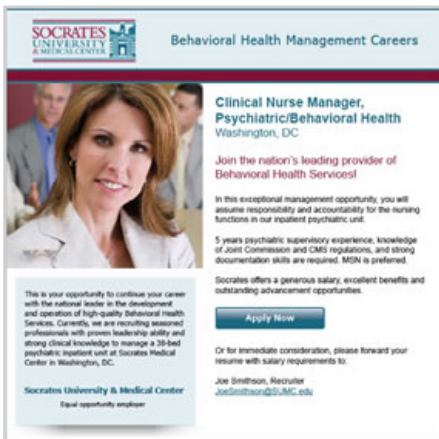 SOCRATES
UNIVERSITY
& MEDICAL CENTER
Behavioral Health Management Careers
Clinical Nurse Manager,
Psychiatric/Behavioral Health
Washington, DC
Join the nation's leading provider of
Behavioral Health Services!
In this exceptional management opportunity, you will
assume responsibility and accountability for the nursing
functions in our inpatient psychiatric unit.
5 years psychiatric supervisory experience, knowledge
of Joint Commission and CMS regulations, and strong
documentation skills are required. MSN is preferred.
Socrates offers a generous salary, excellent benefits and
outstanding advancement opportunities.
Apply Now
Or for immediate consideration, please forward your
resume with salary requirements to:
Joe Smithson, Recruiter
JoeSmithson@SUMC.edu
This is your opportunity to continue your career
with the national leader in the development
and operation of high-quality Behavioral Health
Services. Currently, we are recruiting seasoned
professionals with proven leadership ability and
strong clinical knowledge to manage a 38-bed
psychiatric inpatient unit at Socrates Medical
Center in Washington, DC.
Socrates University & Medical Center
Equal opportunity employer